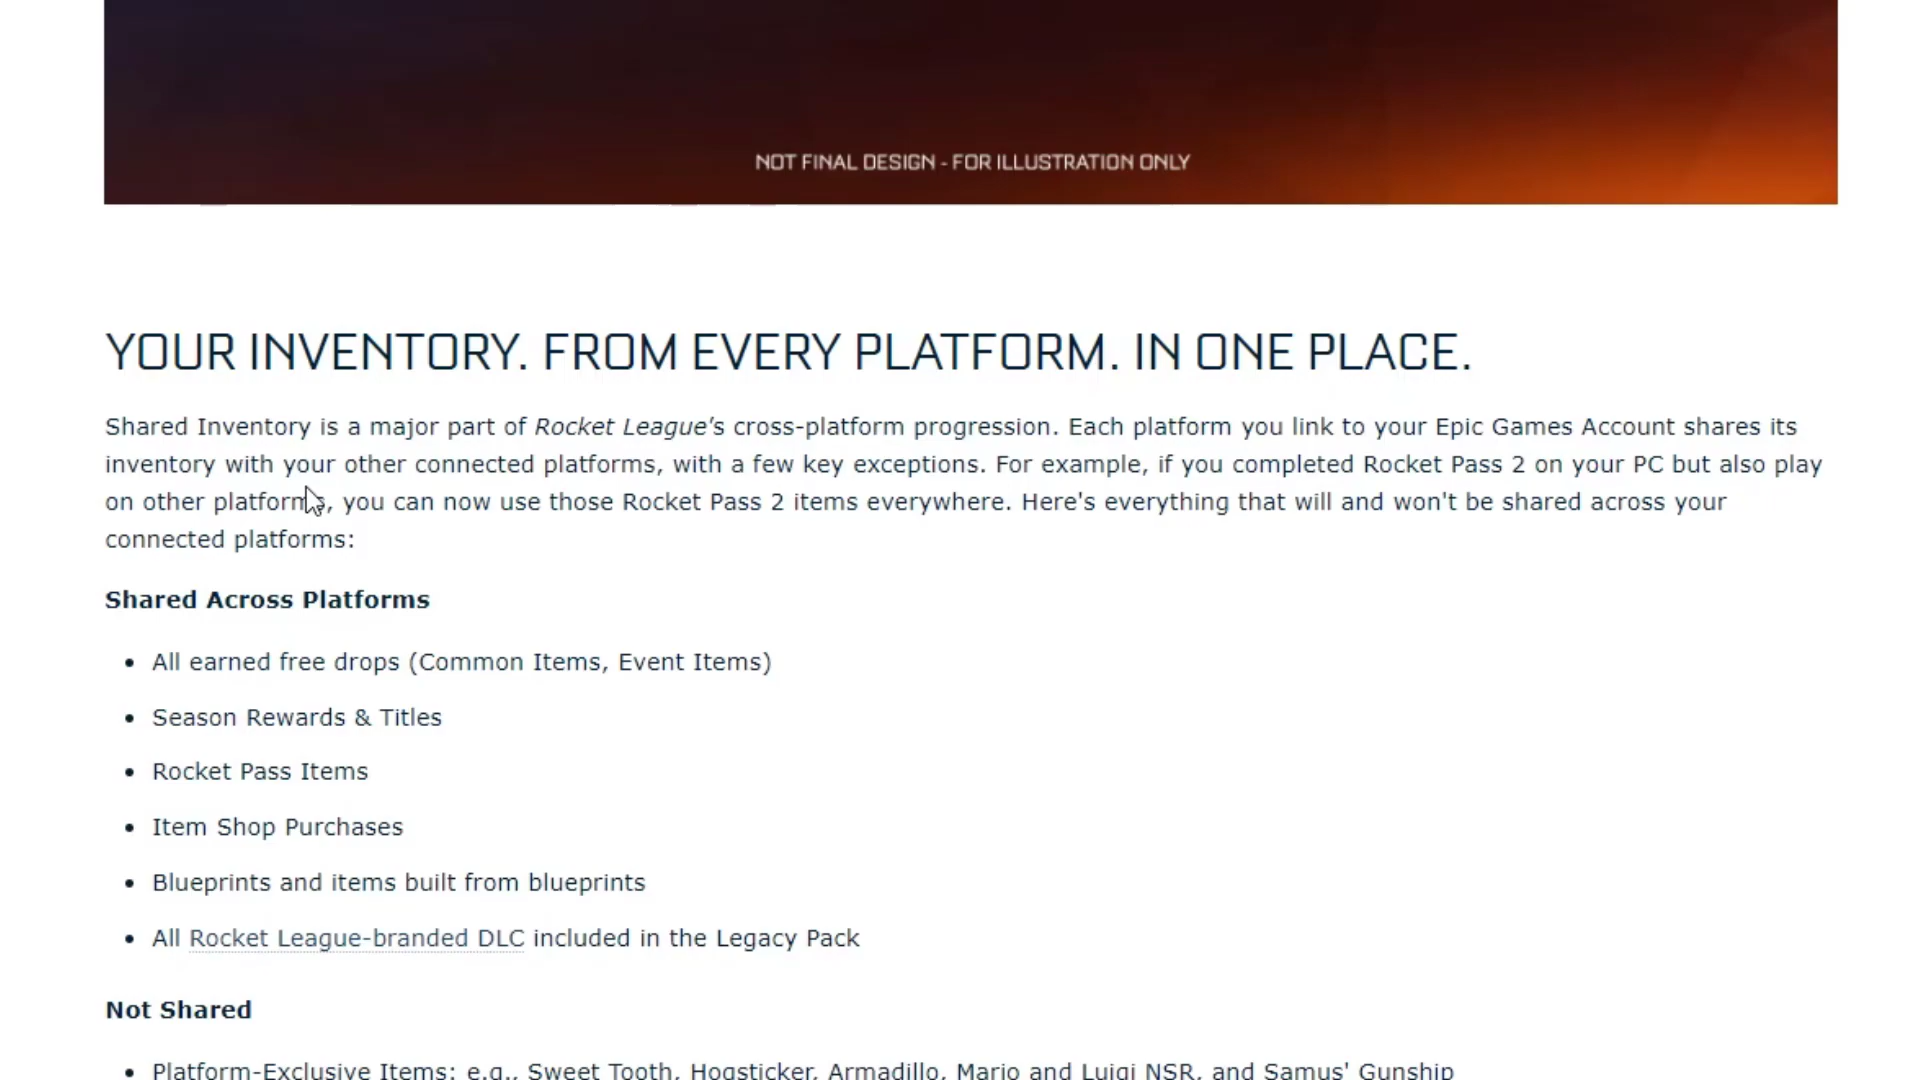 NOT FINAL DESIGN - FOR ILLUSTRATION ONLY
YOUR INVENTORY. FROM EVERY PLATFORM. IN ONE PLACE.
Shared Inventory is a major part of Rocket League's cross-platform progression. Each platform you link to your Epic Games Account shares its
inventory with your other connected platforms, with a few key exceptions. For example, if you completed Rocket Pass 2 on your PC but also play
on other platforms, you can now use those Rocket Pass 2 items everywhere. Here's everything that will and won't be shared across your
connected platforms:
Shared Across Platforms
• All earned free drops (Common Items, Event Items)
• Season Rewards & Titles
• Rocket Pass Items
• Item Shop Purchases
• Blueprints and items built from blueprints
• All Rocket League-branded DLC included in the Legacy Pack
Not Shared
• Platform-Exclusive Items: e.g., Sweet Tooth, Hogsticker, Armadillo, Mario and Luigi NSR, and Samus' Gunship